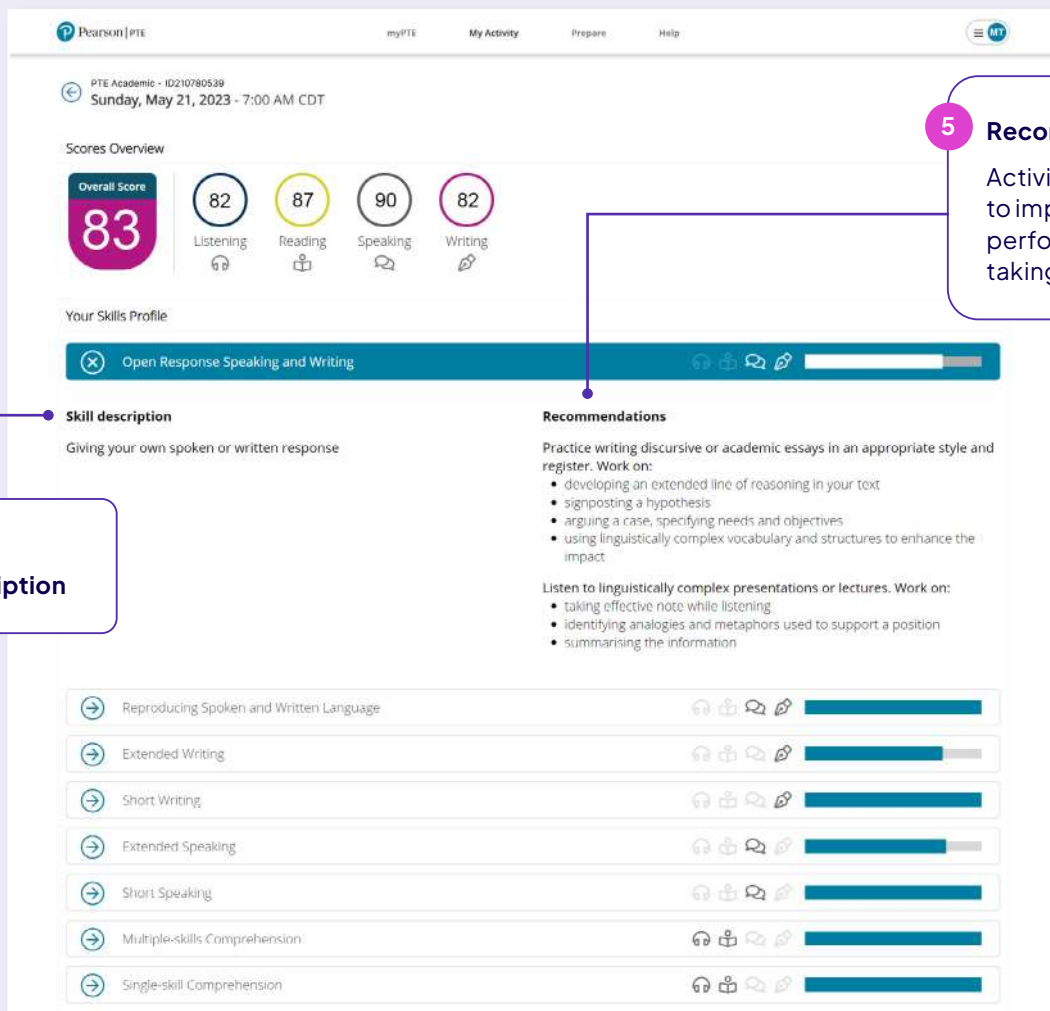 Pearson | PTE
myPTE
My Activity
Prepare
Help
MT
PTE Academic - ID210780539
Sunday, May 21, 2023 - 7:00 AM CDT
Scores Overview
Overall Score
83
82
Listening
87
Reading
90
Speaking
82
Writing
5
Your Skills Profile
Open Response Speaking and Writing
Skill description
Giving your own spoken or written response
Recommendations
Practice writing discursive or academic essays in an appropriate style and
register. Work on:
• developing an extended line of reasoning in your text
• signposting a hypothesis
• arguing a case, specifying needs and objectives
• using linguistically complex vocabulary and structures to enhance the
impact
Listen to linguistically complex presentations or lectures. Work on:
• taking effective note while listening
• identifying analogies and metaphors used to support a position
• summarising the information
Reproducing Spoken and Written Language
Extended Writing
Short Writing
Extended Speaking
Short Speaking
Multiple-skills Comprehension
Single-skill Comprehension